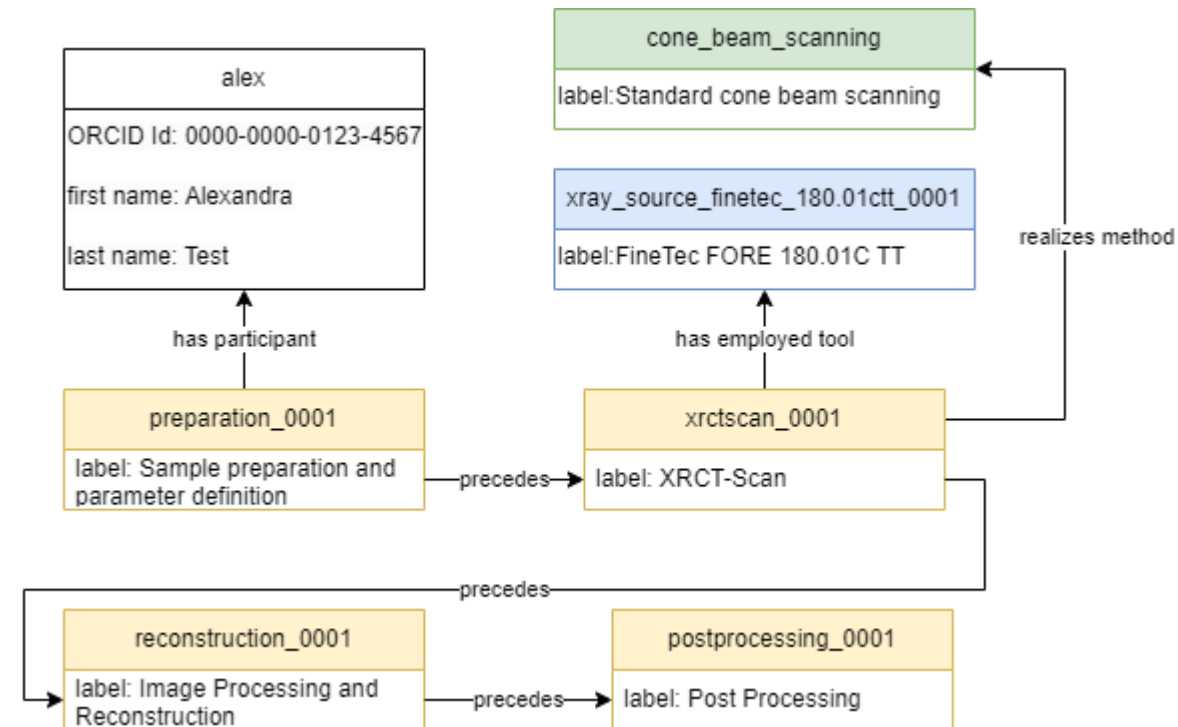 cone_beam_scanning
label:Standard cone beam scanning
alex
ORCID Id: 0000-0000-0123-4567
first name: Alexandra
last name: Test
xray_source_finetec_180.01ctt_0001
label:FineTec FORE 180.01C TT
realizes method
has participant
has employed tool
preparation_0001
label: Sample preparation and
parameter definition
precedes
xrctscan_0001
label: XRCT-Scan
precedes
reconstruction_0001
label: Image Processing and
Reconstruction
precedes
postprocessing_0001
label: Post Processing